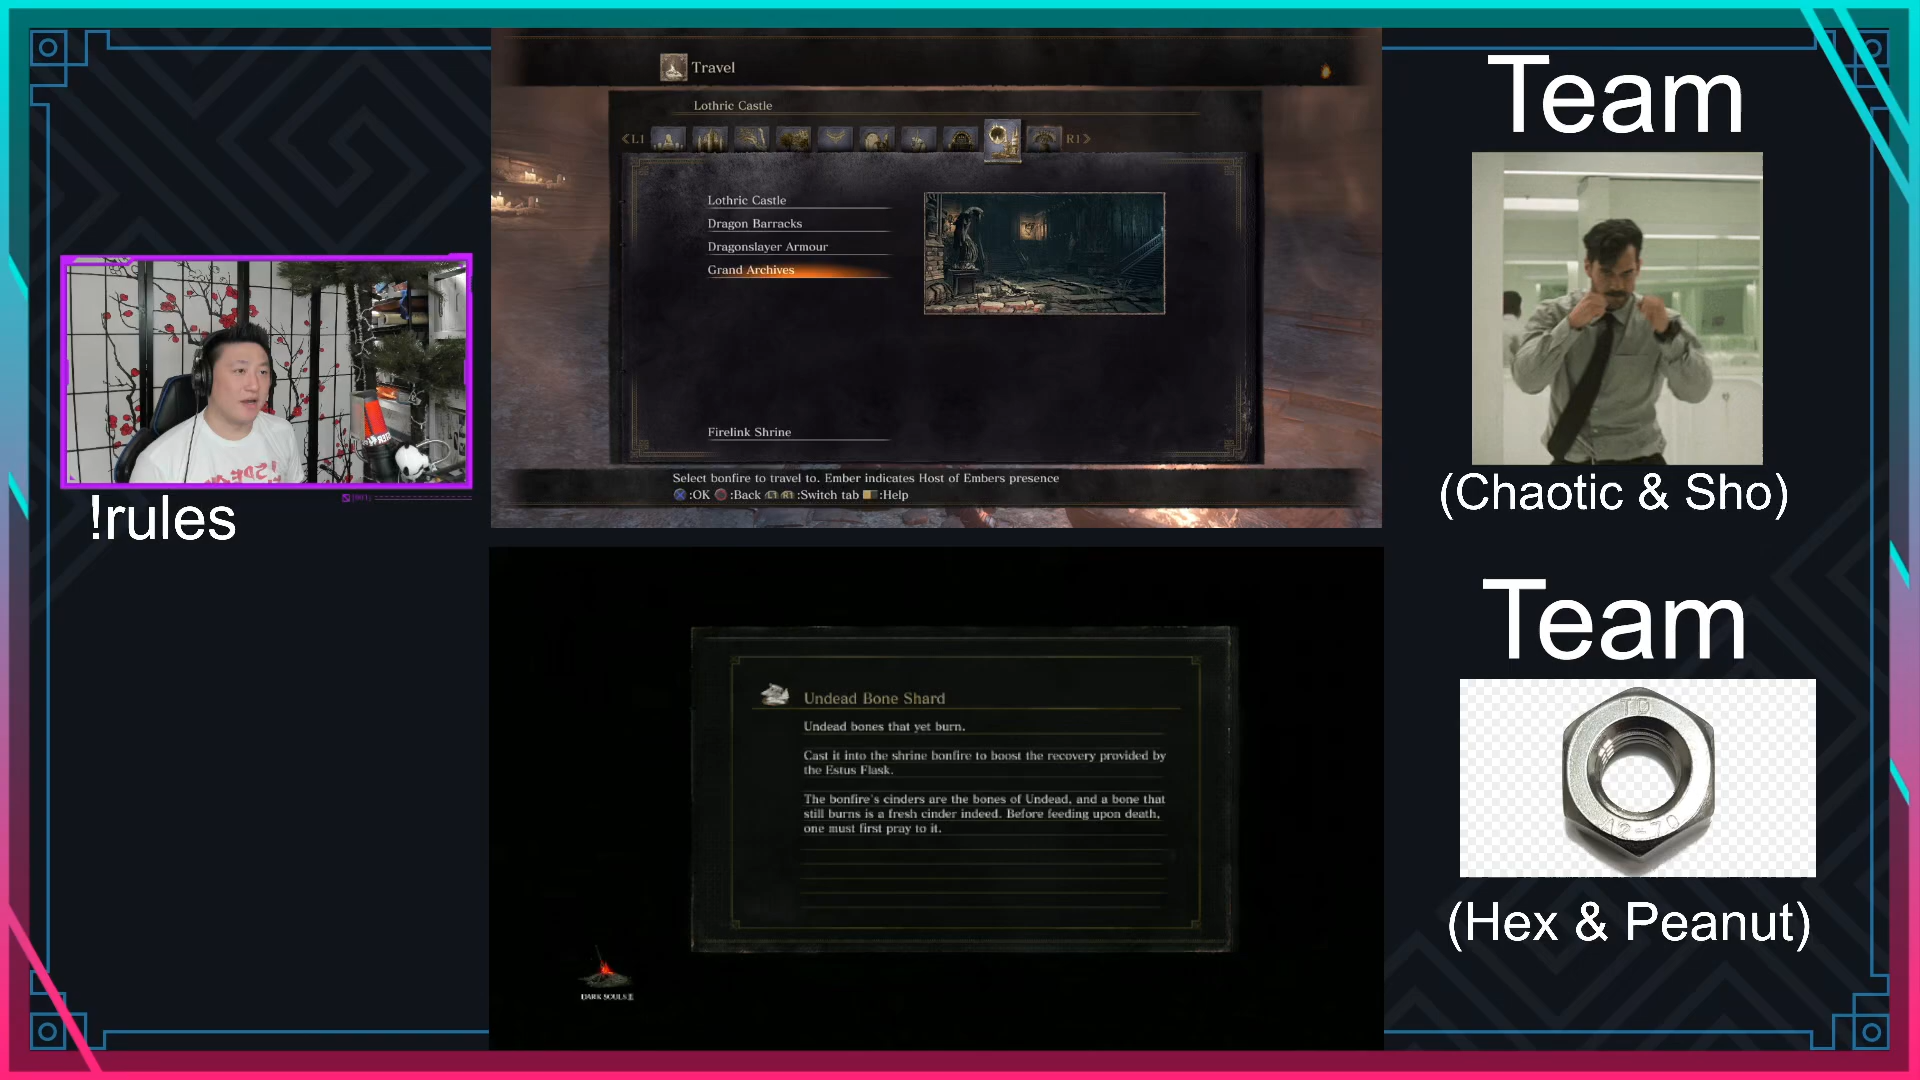 Travel
Lothric Castle
L1
R1
Lothric Castle
Dragon Barracks
Dragonslayer Armour
Grand Archives
Firelink Shrine
Select bonfire to travel to. Ember indicates Host of Embers presence
:OK :Back :Switch tab :Help
!rules
Team
(Chaotic & Sho)
Undead Bone Shard
Undead bones that yet burn.
Cast it into the shrine bonfire to boost the recovery provided by
the Estus Flask.
The bonfire's cinders are the bones of Undead, and a bone that
still burns is a fresh cinder indeed. Before feeding upon death,
one must first pray to it.
DARK SOULS III
Team
TD
A2-70
(Hex & Peanut)